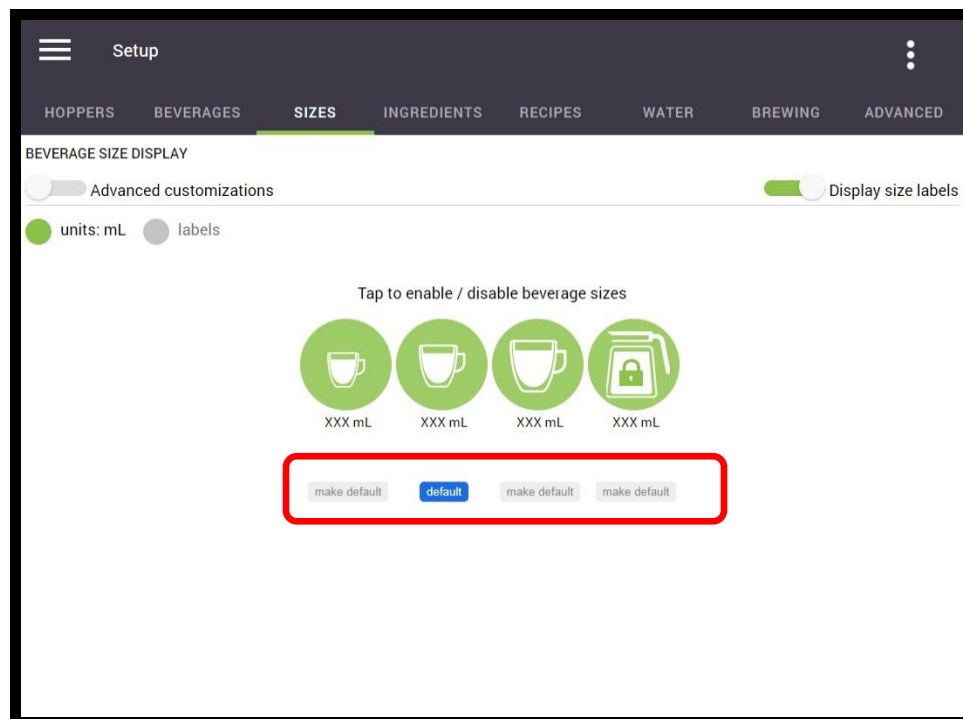 Setup
HOPPERS BEVERAGES SIZES INGREDIENTS RECIPES WATER BREWING ADVANCED
BEVERAGE SIZE DISPLAY
Advanced customizations Display size labels
units: mL labels
Tap to enable / disable beverage sizes
XXX mL XXX mL XXX mL XXX mL
make default default make default make default